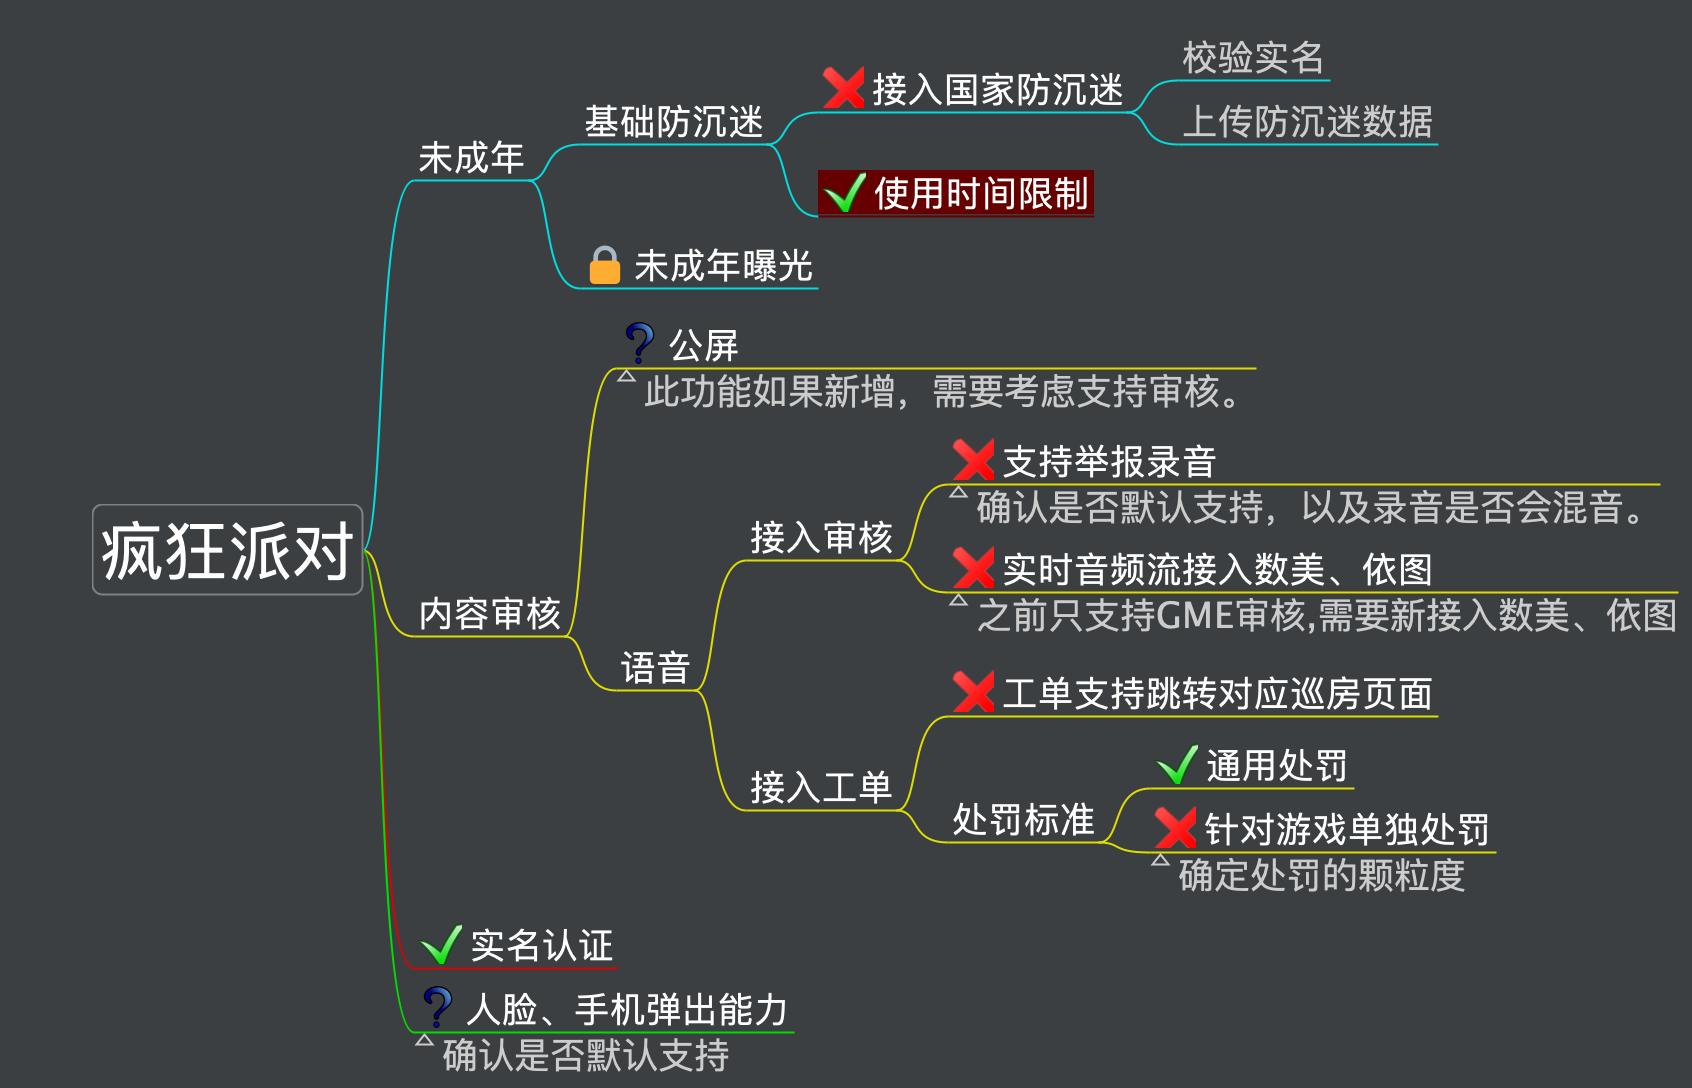 校验实名
接入国家防沉迷
上传防沉迷数据
基础防沉迷
未成年
使用时间限制
未成年曝光
公屏
此功能如果新增，需要考虑支持审核。
支持举报录音
确认是否默认支持，以及录音是否会混音。
接入审核
实时音频流接入数美、依图
之前只支持GME审核,需要新接入数美、依图
疯狂派对
内容审核
语音
工单支持跳转对应巡房页面
通用处罚
接入工单
处罚标准
针对游戏单独处罚
确定处罚的颗粒度
实名认证
人脸、手机弹出能力
确认是否默认支持